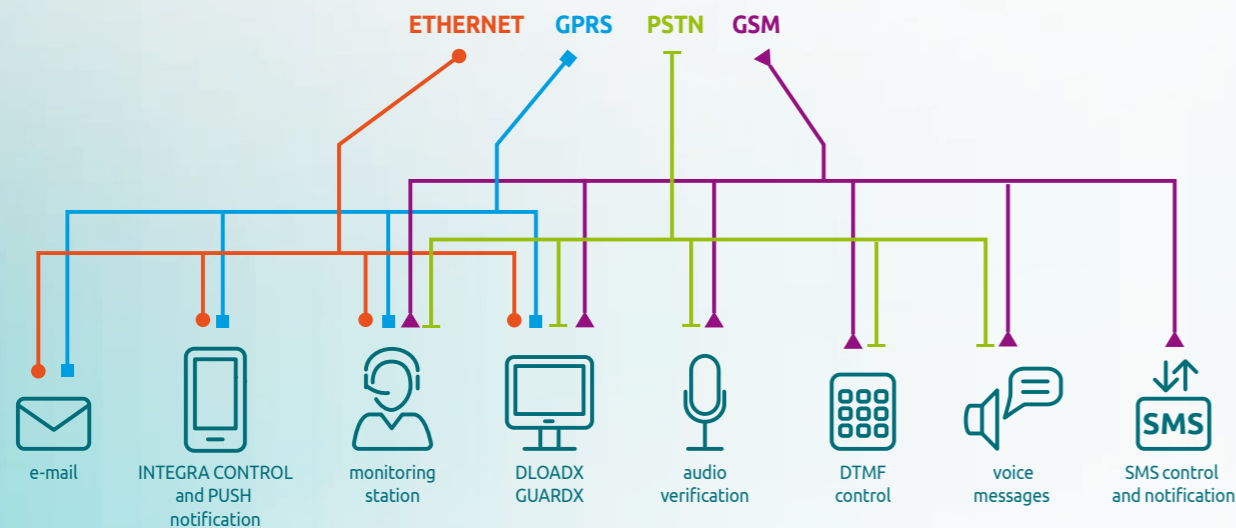 ETHERNET GPRS PSTN GSM
SMS
e-mail
INTEGRA CONTROL
and PUSH
notification
monitoring
station
DLOADX
GUARDX
audio
verification
DTMF
control
voice
messages
SMS control
and notification